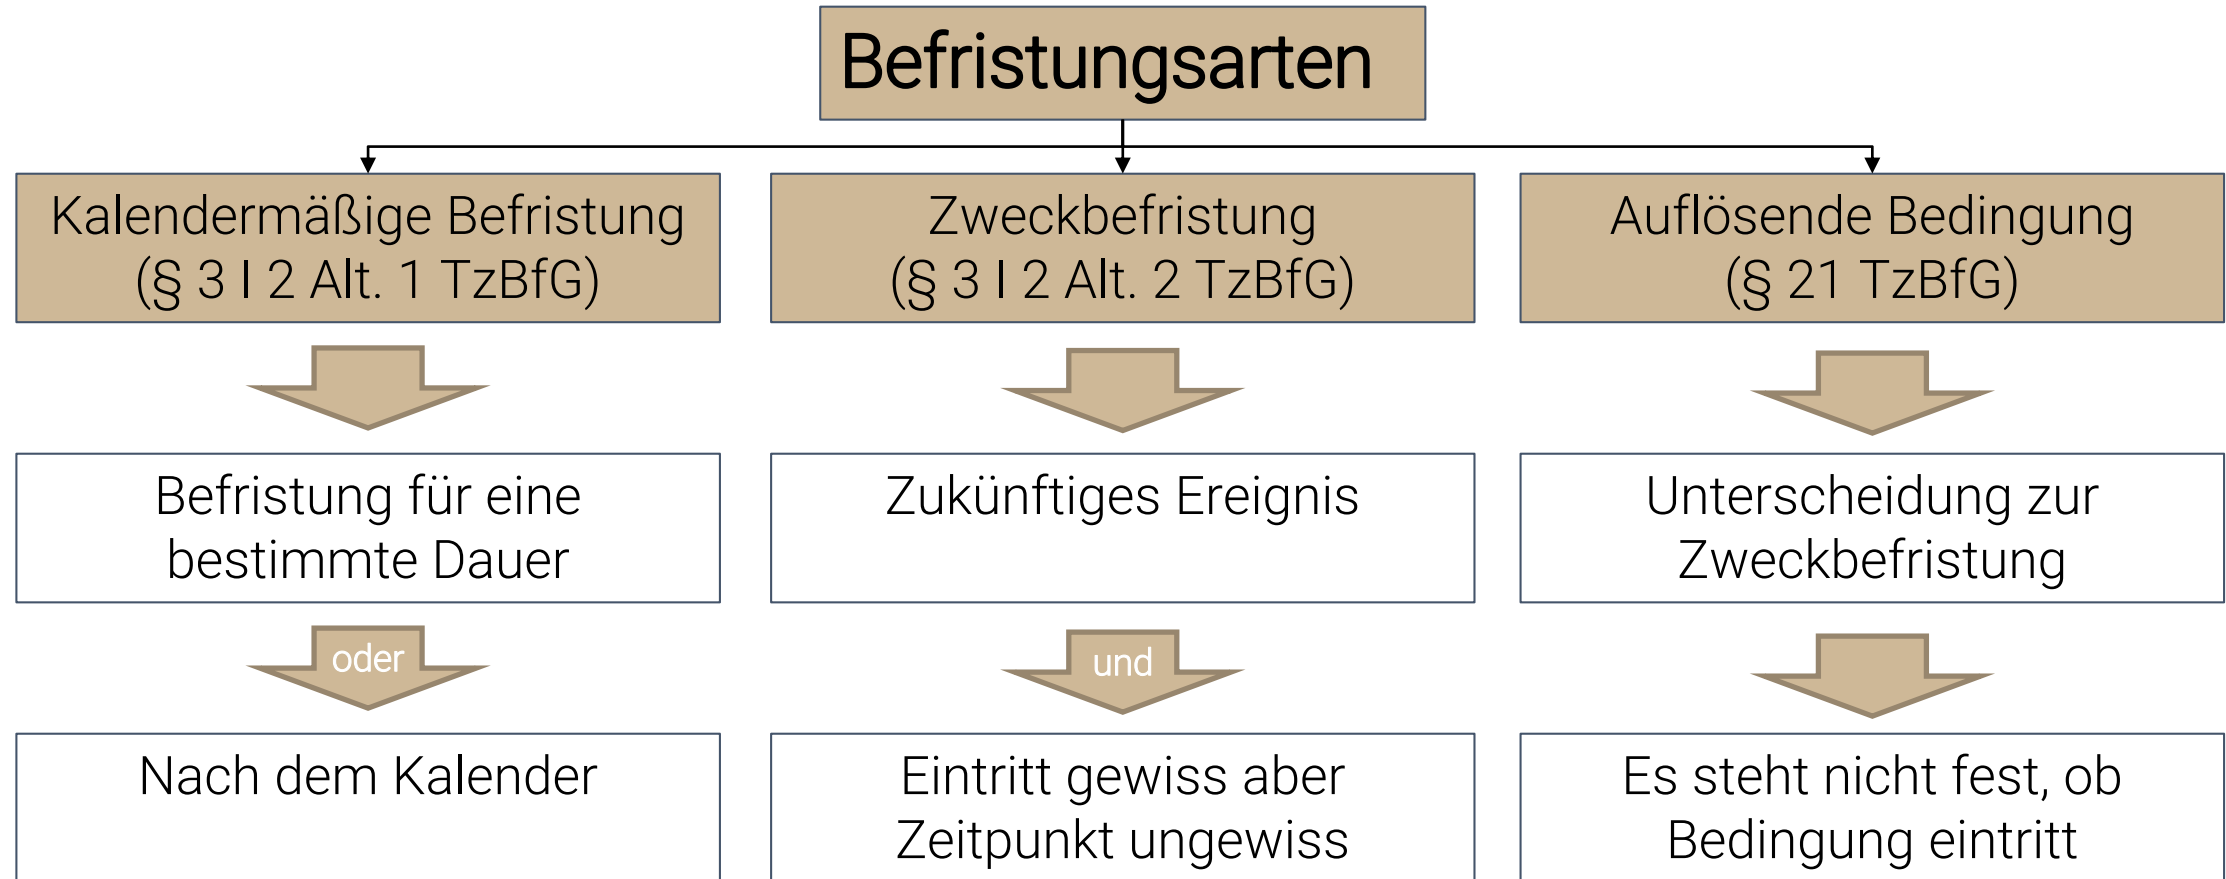 Befristungsarten
Kalendermäßige Befristung
(§ 3 I 2 Alt. 1 TzBfG)
Zweckbefristung
(§ 3 I 2 Alt. 2 TzBfG)
Auflösende Bedingung
(§ 21 TzBfG)
Befristung für eine
bestimmte Dauer
Zukünftiges Ereignis
Unterscheidung zur
Zweckbefristung
oder
und
Nach dem Kalender
Eintritt gewiss aber
Zeitpunkt ungewiss
Es steht nicht fest, ob
Bedingung eintritt